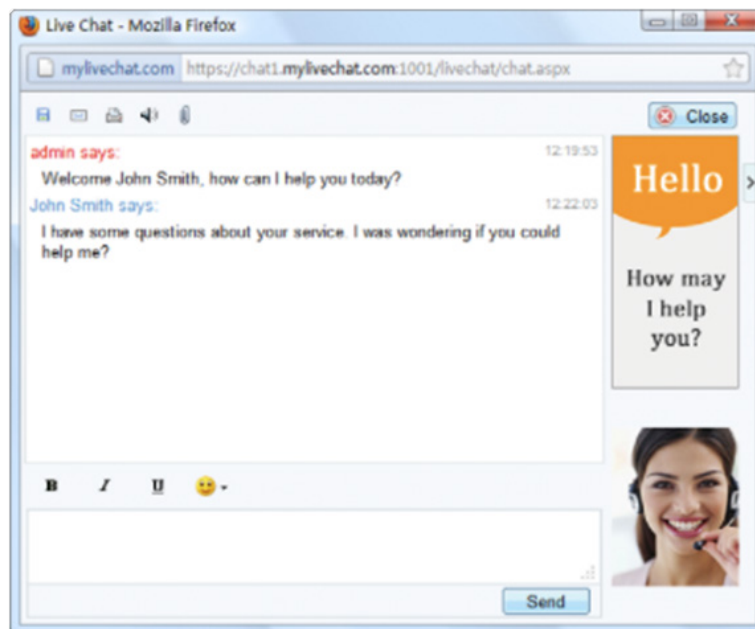 Live Chat - Mozilla Firefox
mylivechat.com https://chat1.mylivechat.com:1001/livechat/chat.aspx
Close
admin says: 12:19:53
Welcome John Smith, how can I help you today?
John Smith says: 12:22:03
I have some questions about your service. I was wondering if you could
help me?
Hello
How may
I help
you?
B I U
Send